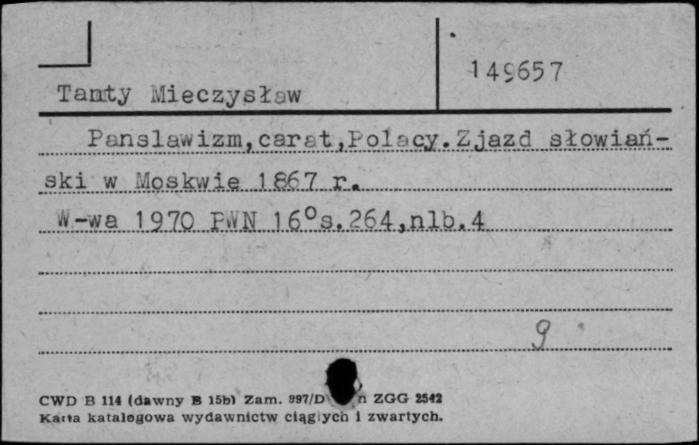 149657
Tanty Mieczysław
Panslawizm,carat,Polacy.Zjazd słowiań-
ski w Moskwie 1867 r.
W-wa 1970 PWN 16°s.264,nlb.4
9
CWD B 114 (dawny B 15b) Zam. 997/D n ZGG 2542
Karta katalogowa wydawnictw ciągłych i zwartych.